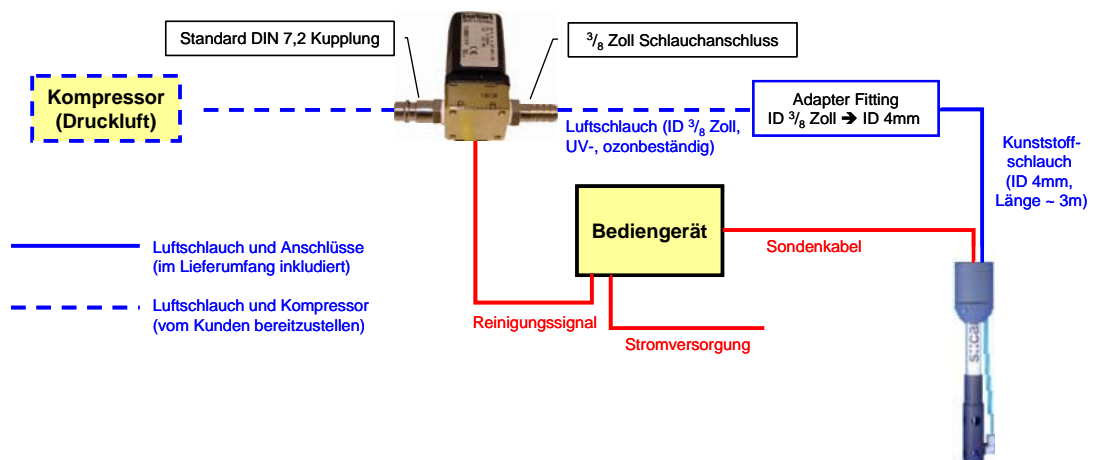 Standard DIN 7,2 Kupplung
3/8 Zoll Schlauchanschluss
Kompressor
(Druckluft)
Adapter Fitting
ID 3/8 Zoll ➔ ID 4mm
Luftschlauch (ID 3/8 Zoll,
UV-, ozonbeständig)
Kunststoff-
schlauch
(ID 4mm,
Länge ~ 3m)
Bediengerät
Sondenkabel
Luftschlauch und Anschlüsse
(im Lieferumfang inkludiert)
Luftschlauch und Kompressor
(vom Kunden bereitzustellen)
Reinigungssignal
Stromversorgung
s::ca